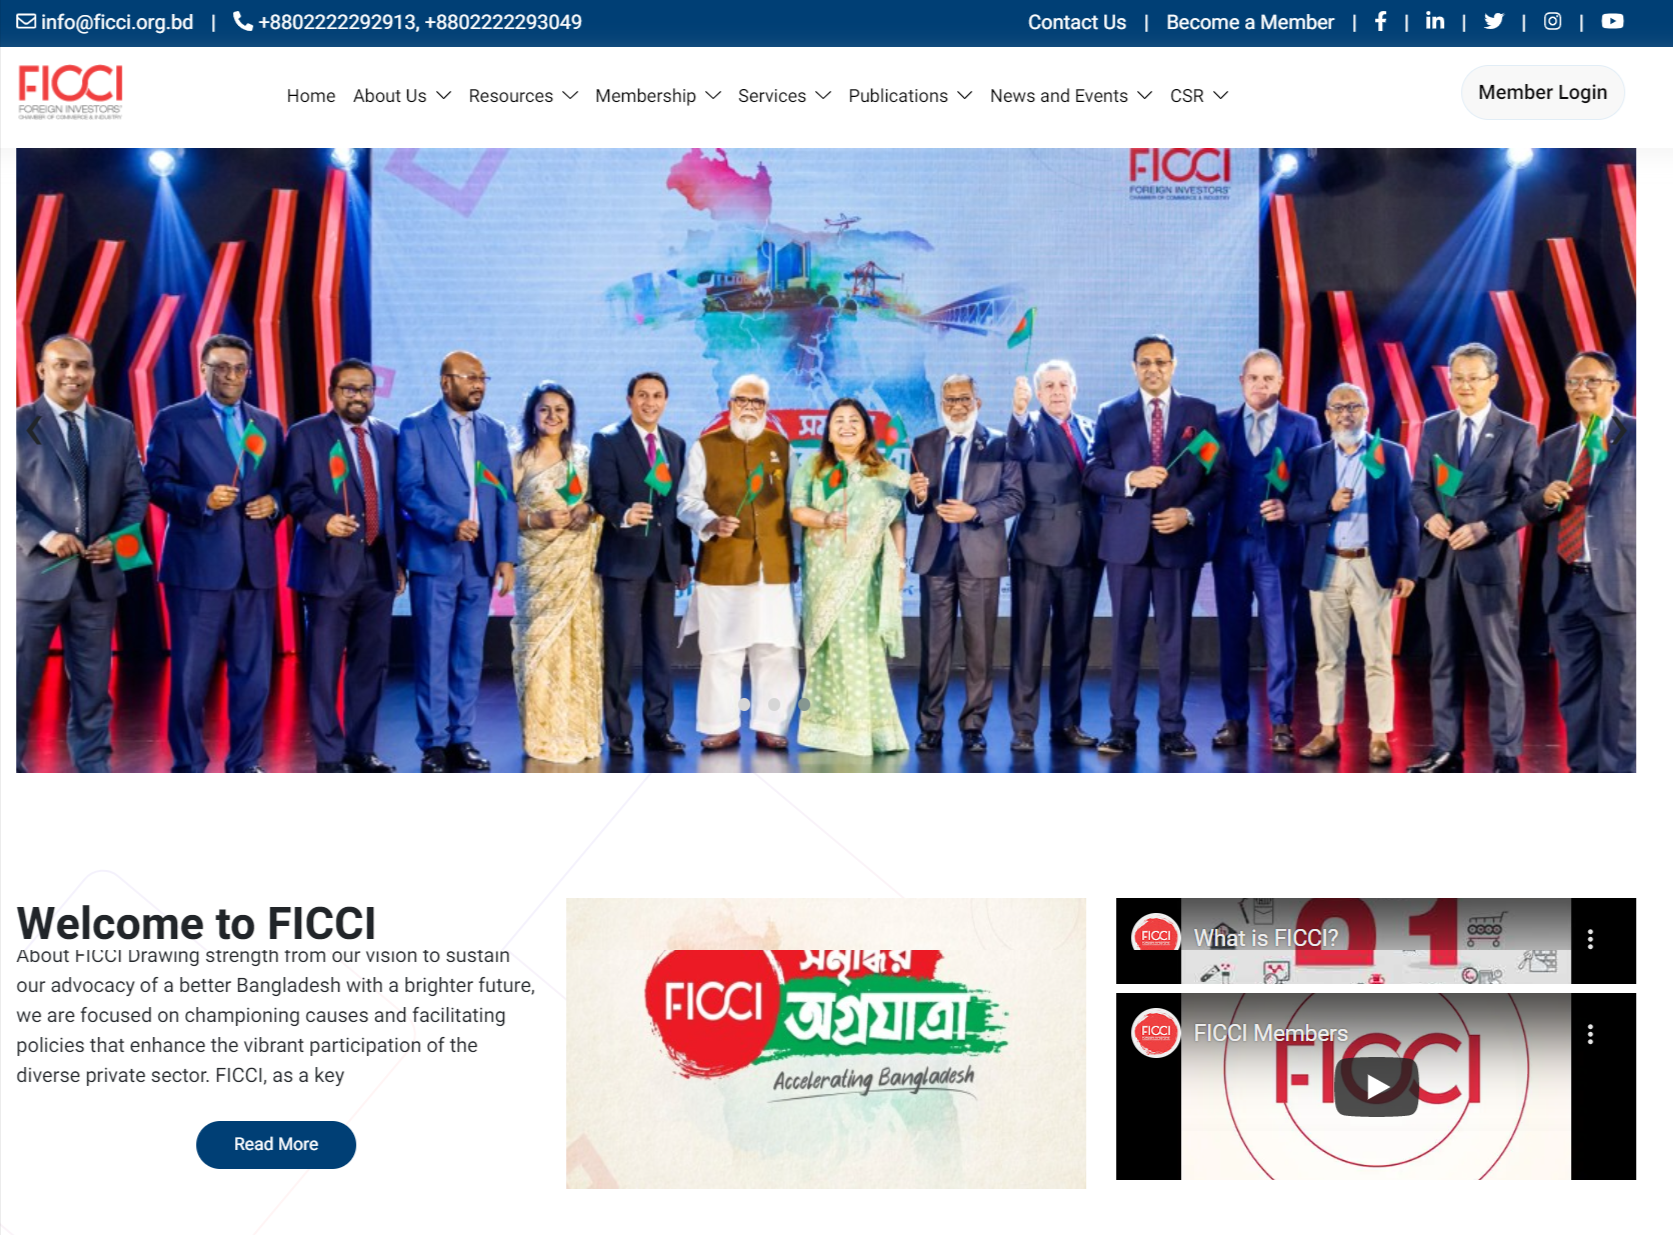 info@ficci.org.bd | +8802222292913, +8802222293049
Contact Us | Become a Member | | | | |
FICCI
FOREIGN INVESTORS'
CHAMBER OF COMMERCE & INDUSTRY
Home About Us Resources Membership Services Publications News and Events CSR
Member Login
FICCI
FOREIGN INVESTORS'
CHAMBER OF COMMERCE & INDUSTRY
Welcome to FICCI
About FICCI Drawing strength from our vision to sustain
our advocacy of a better Bangladesh with a brighter future,
we are focused on championing causes and facilitating
policies that enhance the vibrant participation of the
diverse private sector. FICCI, as a key
Read More
সমৃদ্ধির
FICCI
অগ্রযাত্রা
Accelerating Bangladesh
FICCI
What is FICCI?
21
FICCI
FICCI Members
FICCI